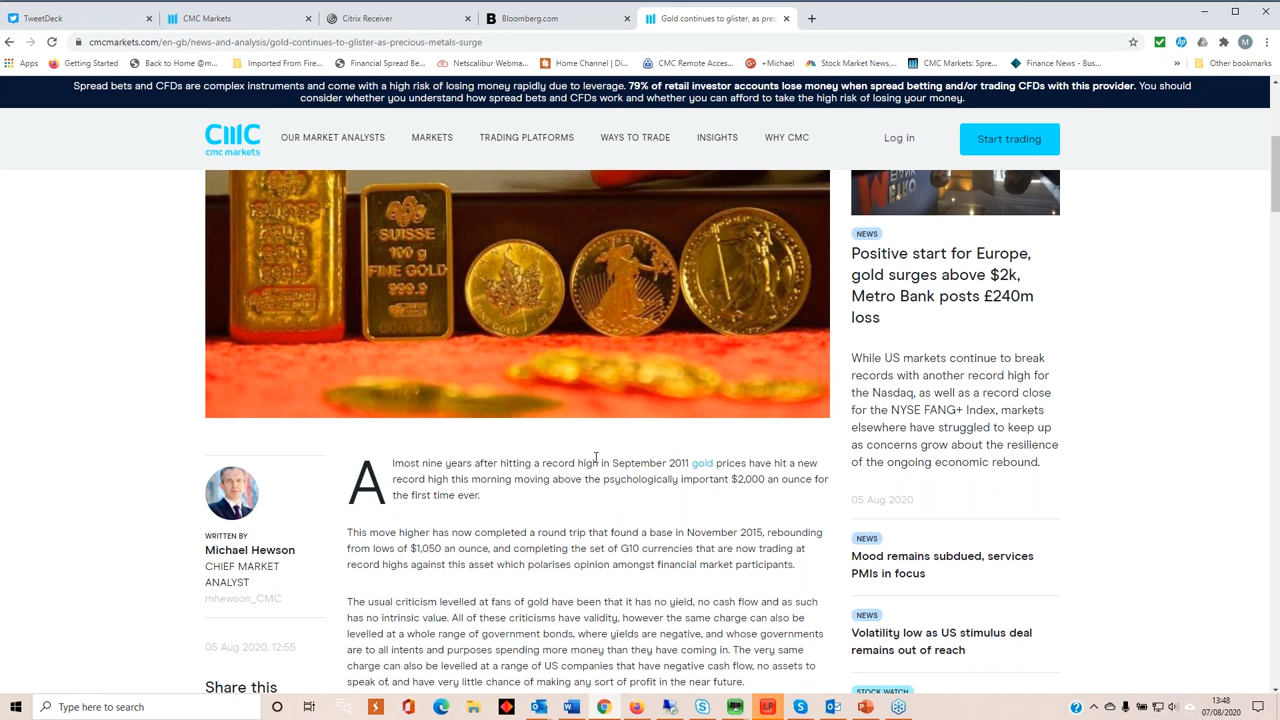 TweetDeck
CMC Markets
Citrix Receiver
Bloomberg.com
Gold continues to glister, as prec
cmcmarkets.com/en-gb/news-and-analysis/gold-continues-to-glister-as-precious-metals-surge
Apps
Getting Started
Back to Home @m...
Imported From Fire...
Financial Spread Be...
Netscalibur Webma...
Home Channel | Di...
CMC Remote Acces...
+Michael
Stock Market News,...
CMC Markets: Spre...
Finance News - Bus...
Other bookmarks
Spread bets and CFDs are complex instruments and come with a high risk of losing money rapidly due to leverage. 79% of retail investor accounts lose money when spread betting and/or trading CFDs with this provider. You should
consider whether you understand how spread bets and CFDs work and whether you can afford to take the high risk of losing your money.
cmc markets
OUR MARKET ANALYSTS
MARKETS
TRADING PLATFORMS
WAYS TO TRADE
INSIGHTS
WHY CMC
Log in
Start trading
SUISSE
100 g
FINE GOLD
999.9
NEWS
Positive start for Europe,
gold surges above $2k,
Metro Bank posts £240m
loss
While US markets continue to break
records with another record high for
the Nasdaq, as well as a record close
for the NYSE FANG+ Index, markets
elsewhere have struggled to keep up
as concerns grow about the resilience
of the ongoing economic rebound.
05 Aug 2020
NEWS
Mood remains subdued, services
PMIs in focus
NEWS
Volatility low as US stimulus deal
remains out of reach
STOCK WATCH
WRITTEN BY
Michael Hewson
CHIEF MARKET
ANALYST
mhewson_CMC
05 Aug 2020, 12:55
Share this
Almost nine years after hitting a record high in September 2011 gold prices have hit a new
record high this morning moving above the psychologically important $2,000 an ounce for
the first time ever.
This move higher has now completed a round trip that found a base in November 2015, rebounding
from lows of $1,050 an ounce, and completing the set of G10 currencies that are now trading at
record highs against this asset which polarises opinion amongst financial market participants.
The usual criticism levelled at fans of gold have been that it has no yield, no cash flow and as such
has no intrinsic value. All of these criticisms have validity, however the same charge can also be
levelled at a whole range of government bonds, where yields are negative, and whose governments
are to all intents and purposes spending more money than they have coming in. The very same
charge can also be levelled at a range of US companies that have negative cash flow, no assets to
speak of, and have very little chance of making any sort of profit in the near future.
Type here to search
13:48
07/08/2020